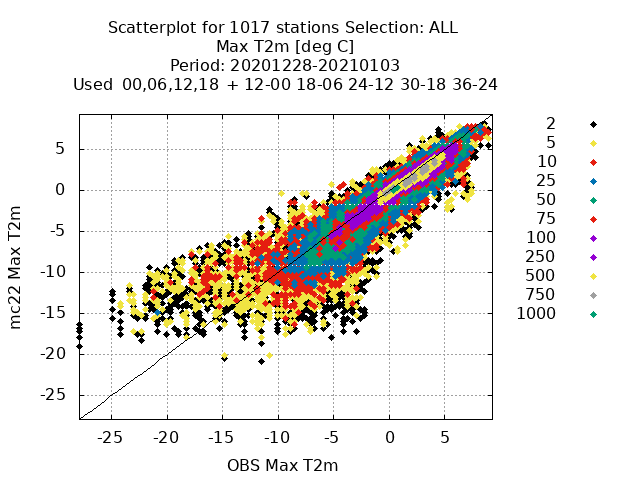 Scatterplot for 1017 stations Selection: ALL
Max T2m [deg C]
Period: 20201228-20210103
Used 00,06,12,18 + 12-00 18-06 24-12 30-18 36-24
2
5
10
25
50
75
100
250
500
750
1000
mc22 Max T2m
5
0
-5
-10
-15
-20
-25
-25 -20 -15 -10 -5 0 5
OBS Max T2m